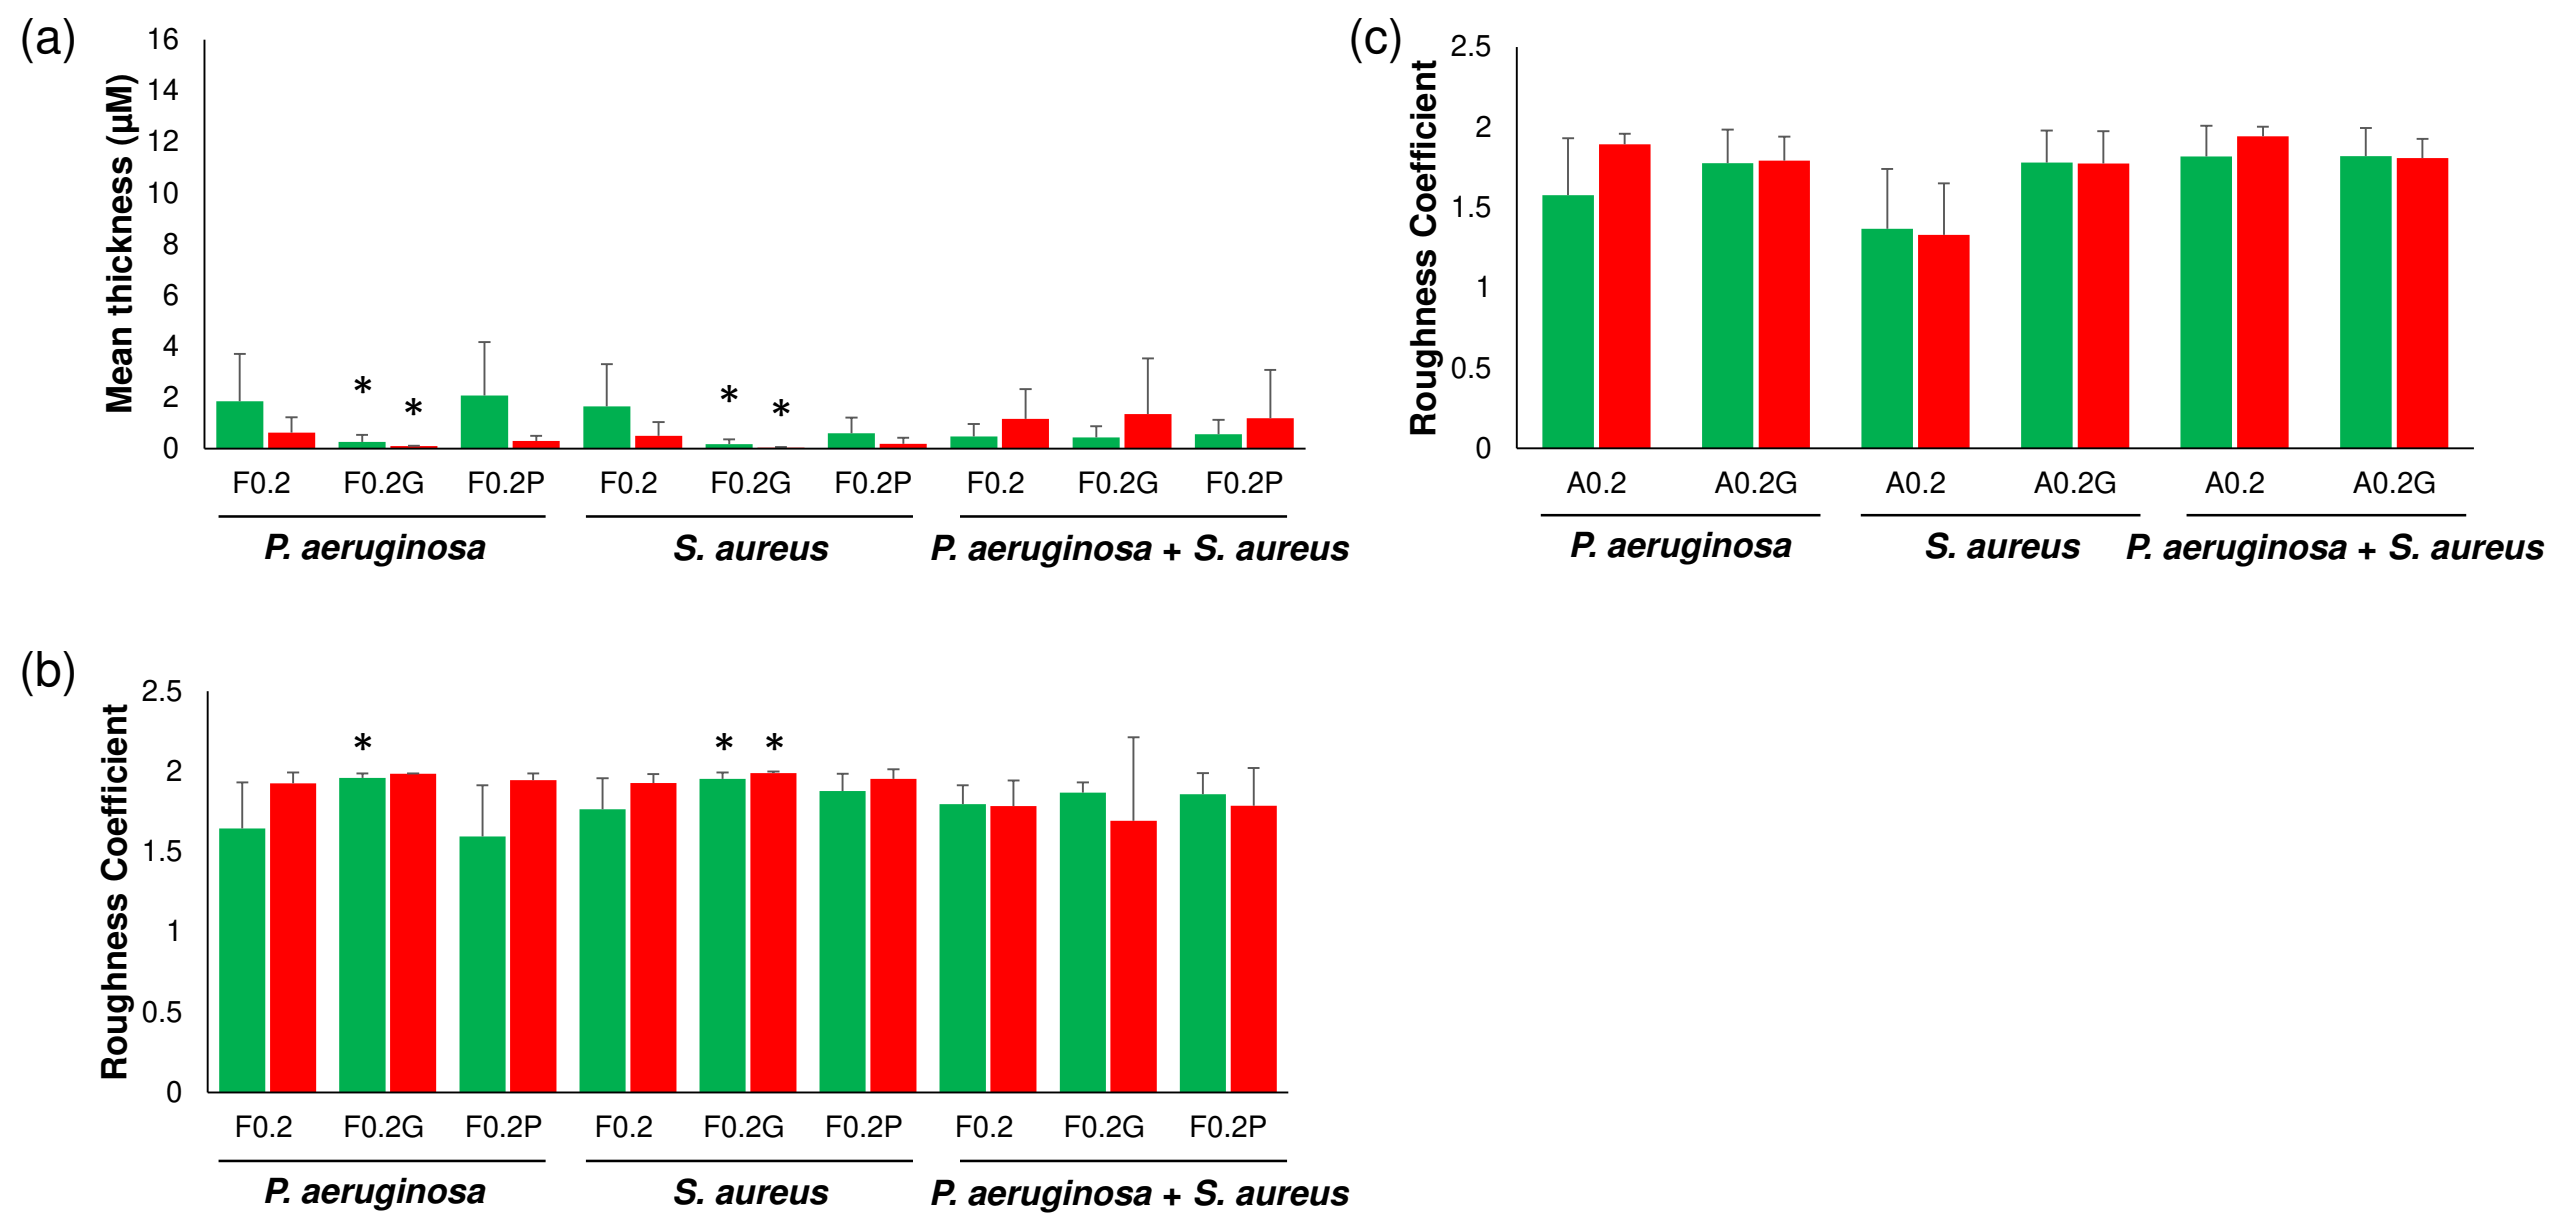 (a)
Mean thickness (µM)
16
14
12
10
8
6
4
2
0
* * * *
F0.2 F0.2G F0.2P F0.2 F0.2G F0.2P F0.2 F0.2G F0.2P
P. aeruginosa S. aureus P. aeruginosa + S. aureus
(c)
Roughness Coefficient
2.5
2
1.5
1
0.5
0
A0.2 A0.2G A0.2 A0.2G A0.2 A0.2G
P. aeruginosa S. aureus P. aeruginosa + S. aureus
(b)
Roughness Coefficient
2.5
2
1.5
1
0.5
0
* * *
F0.2 F0.2G F0.2P F0.2 F0.2G F0.2P F0.2 F0.2G F0.2P
P. aeruginosa S. aureus P. aeruginosa + S. aureus